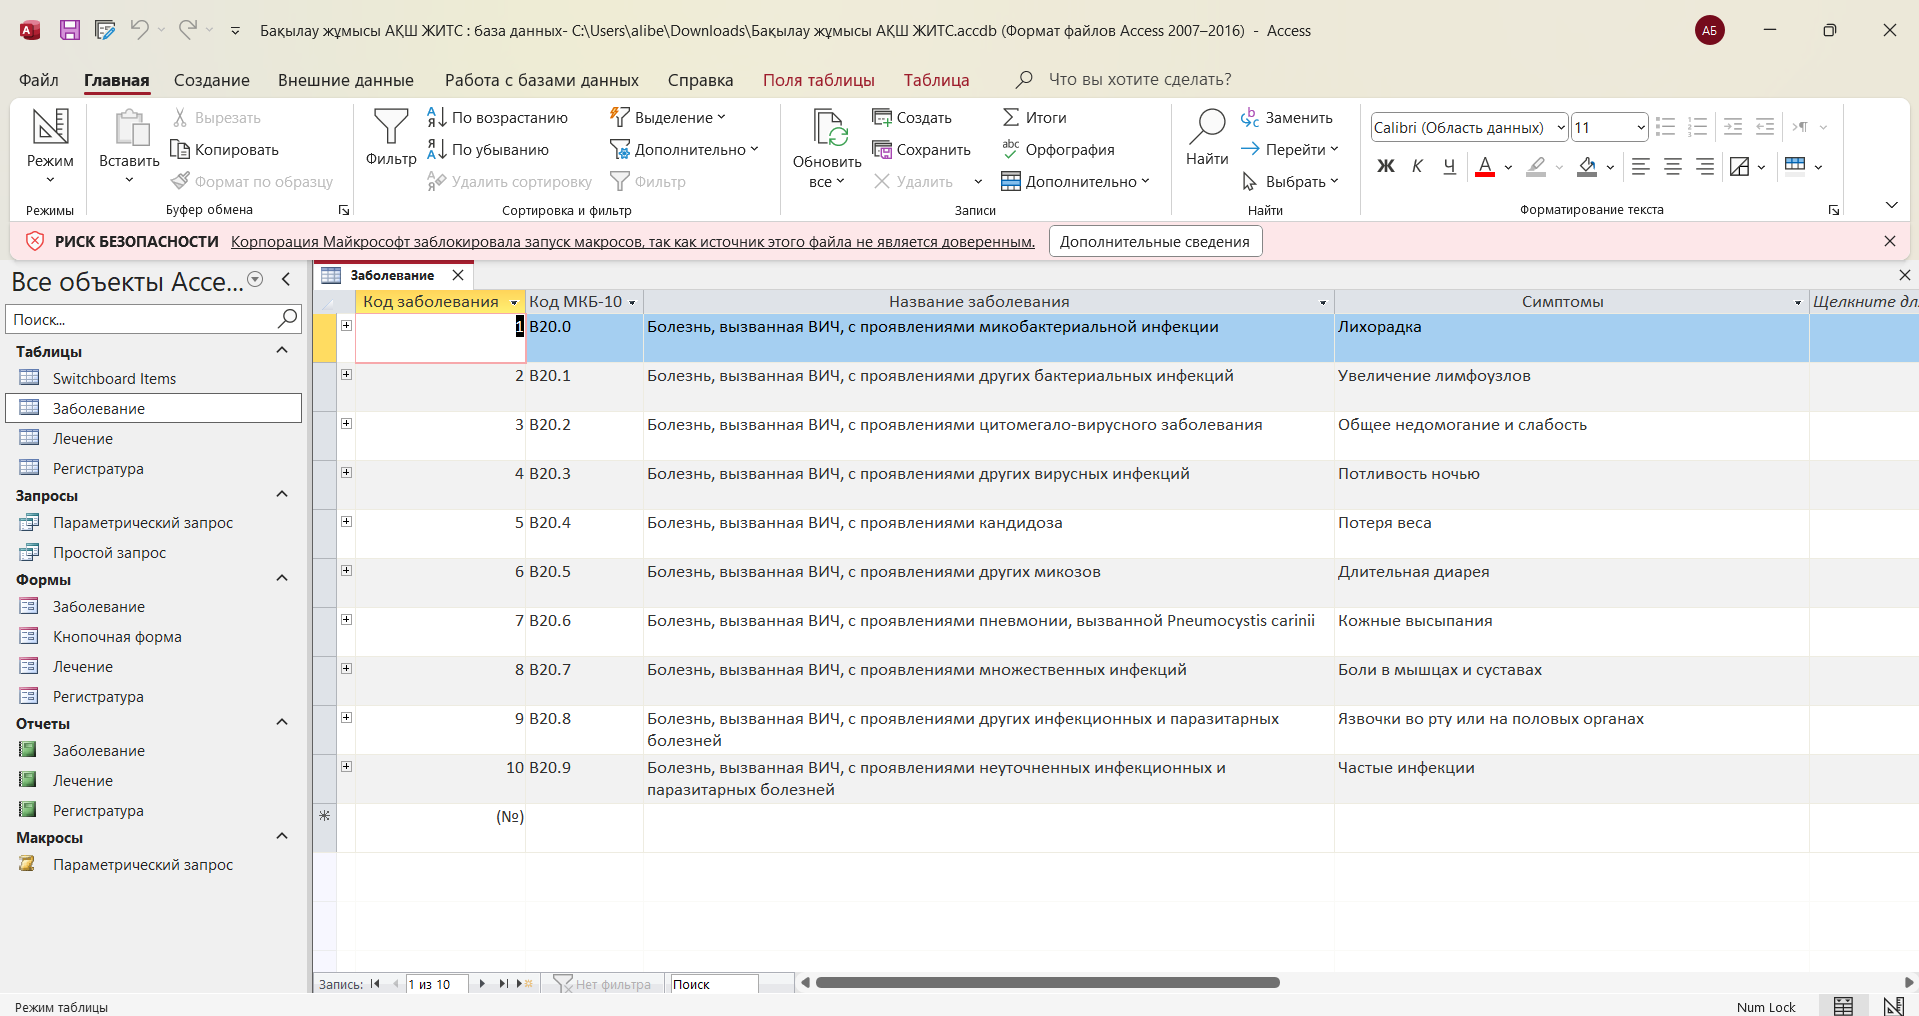 Бақылау жұмысы АҚШ ЖИТС : база данных- C:\Users\alibe\Downloads\Бақылау жұмысы АҚШ ЖИТС.accdb (Формат файлов Access 2007–2016) - Access
АБ
Файл Главная Создание Внешние данные Работа с базами данных Справка Поля таблицы Таблица Что вы хотите сделать?
Режим
Режимы
Вставить
Вырезать
Копировать
Формат по образцу
Буфер обмена
Фильтр
По возрастанию
По убыванию
Удалить сортировку
Выделение
Дополнительно
Фильтр
Сортировка и фильтр
Обновить
все
Создать
Сохранить
Удалить
Итоги
Орфография
Дополнительно
Записи
Найти
Заменить
Перейти
Выбрать
Найти
Calibri (Область данных) 11
Ж К Ч А
Форматирование текста
РИСК БЕЗОПАСНОСТИ Корпорация Майкрософт заблокировала запуск макросов, так как источник этого файла не является доверенным. Дополнительные сведения
Все объекты Acce...
Поиск...
Таблицы
Switchboard Items
Заболевание
Лечение
Регистратура
Запросы
Параметрический запрос
Простой запрос
Формы
Заболевание
Кнопочная форма
Лечение
Регистратура
Отчеты
Заболевание
Лечение
Регистратура
Макросы
Параметрический запрос
Заболевание
Код заболевания Код МКБ-10 Название заболевания Симптомы Щелкните дл
1 B20.0 Болезнь, вызванная ВИЧ, с проявлениями микобактериальной инфекции Лихорадка
2 B20.1 Болезнь, вызванная ВИЧ, с проявлениями других бактериальных инфекций Увеличение лимфоузлов
3 B20.2 Болезнь, вызванная ВИЧ, с проявлениями цитомегало-вирусного заболевания Общее недомогание и слабость
4 B20.3 Болезнь, вызванная ВИЧ, с проявлениями других вирусных инфекций Потливость ночью
5 B20.4 Болезнь, вызванная ВИЧ, с проявлениями кандидоза Потеря веса
6 B20.5 Болезнь, вызванная ВИЧ, с проявлениями других микозов Длительная диарея
7 B20.6 Болезнь, вызванная ВИЧ, с проявлениями пневмонии, вызванной Pneumocystis carinii Кожные высыпания
8 B20.7 Болезнь, вызванная ВИЧ, с проявлениями множественных инфекций Боли в мышцах и суставах
9 B20.8 Болезнь, вызванная ВИЧ, с проявлениями других инфекционных и паразитарных Язвочки во рту или на половых органах
болезней
10 B20.9 Болезнь, вызванная ВИЧ, с проявлениями неуточненных инфекционных и Частые инфекции
паразитарных болезней
(№)
Запись: 1 из 10 Нет фильтра Поиск
Режим таблицы Num Lock